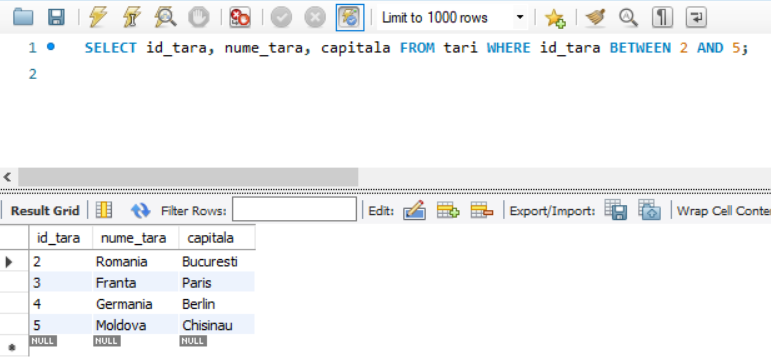 Limit to 1000 rows
1 SELECT id_tara, nume_tara, capitala FROM tari WHERE id_tara BETWEEN 2 AND 5;
2
Result Grid Filter Rows: Edit: Export/Import: Wrap Cell Conte
id_tara nume_tara capitala
2 Romania Bucuresti
3 Franta Paris
4 Germania Berlin
5 Moldova Chisinau
NULL NULL NULL